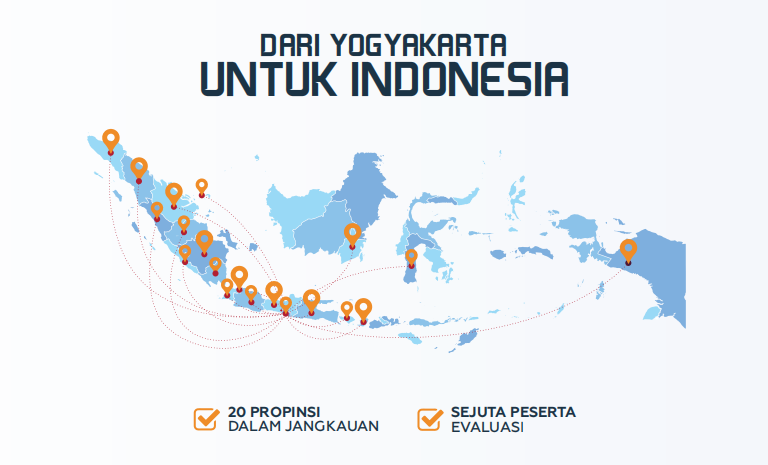 DARI YOGYAKARTA
UNTUK INDONESIA
20 PROPINSI
DALAM JANGKAUAN
SEJUTA PESERTA
EVALUASI